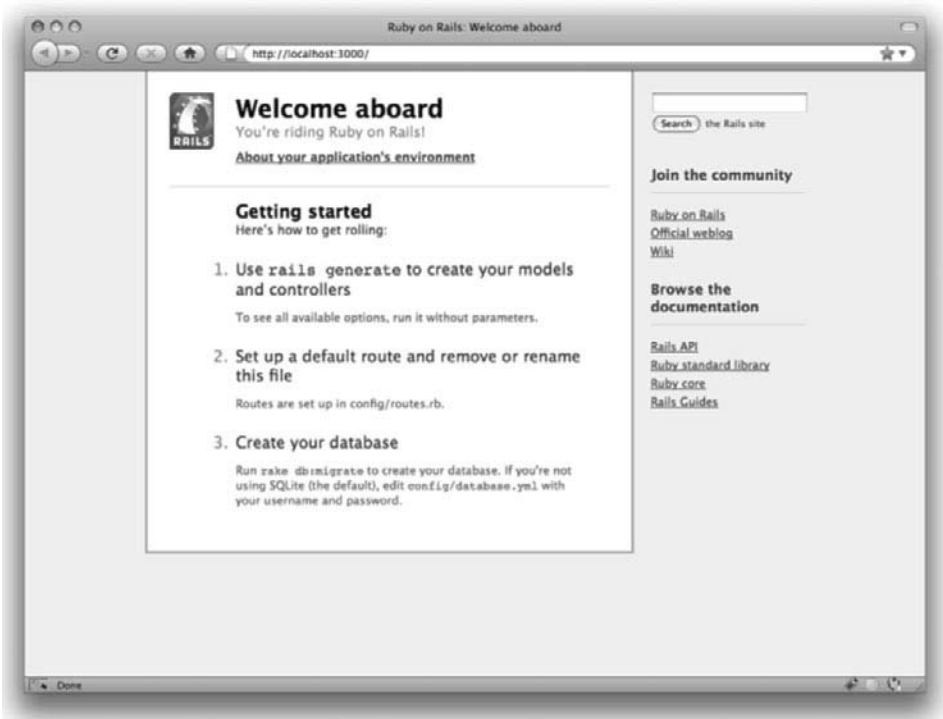 Ruby on Rails: Welcome aboard
http://localhost:3000/
RAILS
Welcome aboard
You're riding Ruby on Rails!
About your application's environment
Getting started
Here's how to get rolling:
1. Use rails generate to create your models
and controllers
To see all available options, run it without parameters.
2. Set up a default route and remove or rename
this file
Routes are set up in config/routes.rb.
3. Create your database
Run rake db:migrate to create your database. If you're not
using SQLite (the default), edit config/database.yml with
your username and password.
Search the Rails site
Join the community
Ruby on Rails
Official weblog
Wiki
Browse the
documentation
Rails API
Ruby standard library
Ruby core
Rails Guides
Done